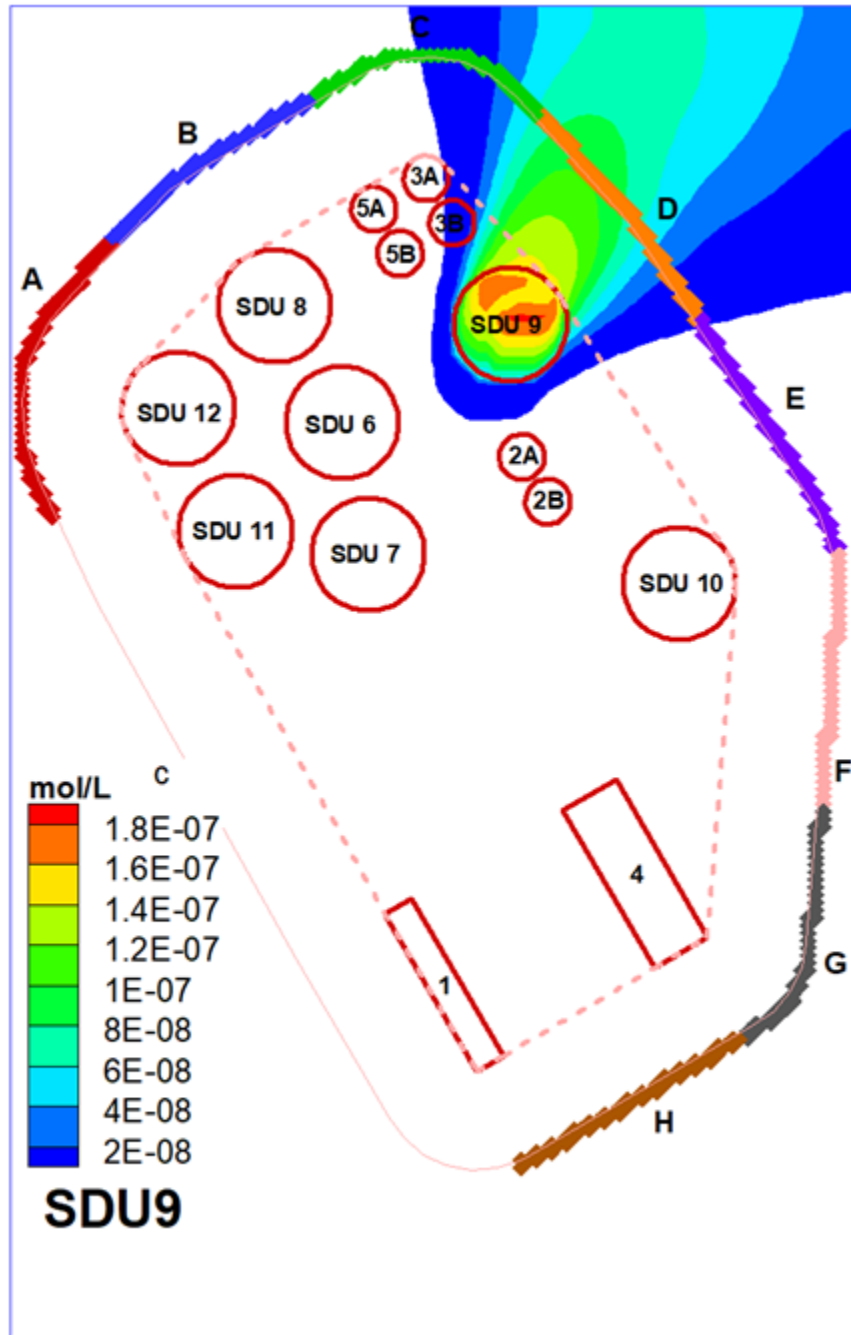 C
B
3A
5A
3B
D
5B
A
SDU 8
SDU 9
SDU 12
SDU 6
E
2A
2B
SDU 11
SDU 7
SDU 10
mol/L C
F
1.8E-07
1.6E-07
4
1.4E-07
1.2E-07
G
1E-07
1
8E-08
6E-08
4E-08
H
2E-08
SDU9